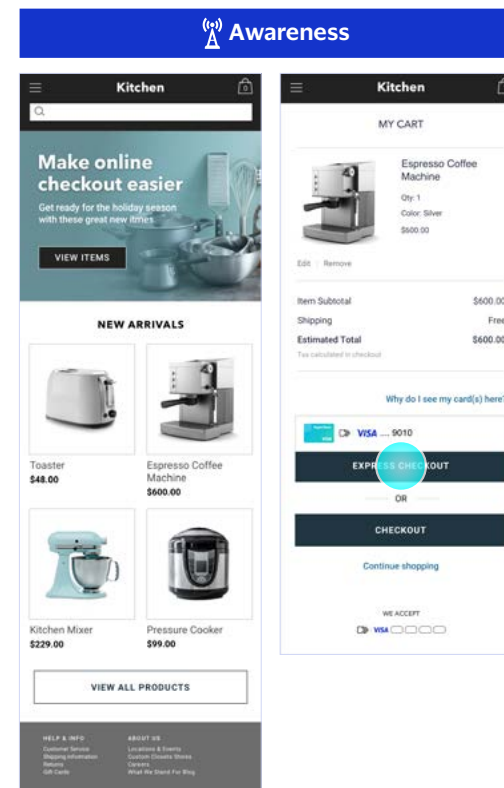 Awareness
Kitchen
0
Make online
checkout easier
Get ready for the holiday season
with these great new itmes
VIEW ITEMS
NEW ARRIVALS
Toaster
$48.00
Espresso Coffee
Machine
$600.00
Kitchen Mixer
$229.00
Pressure Cooker
$99.00
VIEW ALL PRODUCTS
HELP & INFO
Customer Service
Shipping Information
Returns
Gift Cards
ABOUT US
Locations & Events
Custom Closets Stores
Careers
What We Stand For Blog
Kitchen
MY CART
Espresso Coffee
Machine
Qty: 1
Color: Silver
$600.00
Edit | Remove
Item Subtotal $600.00
Shipping Free
Estimated Total $600.00
Tax calculated in checkout
Why do I see my card(s) here?
VISA .... 9010
EXPRESS CHECKOUT
OR
CHECKOUT
Continue shopping
WE ACCEPT
VISA